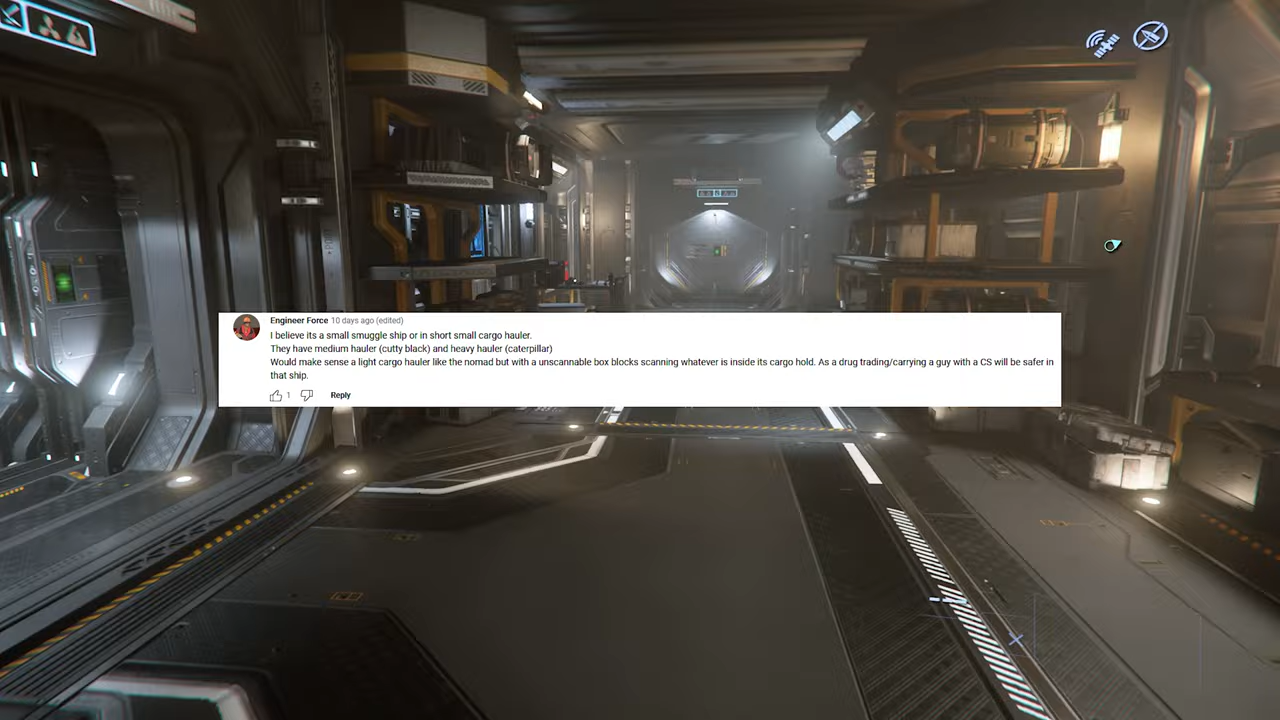 Engineer Force 10 days ago (edited)
I believe its a small smuggle ship or in short small cargo hauler.
They have medium hauler (cutty black) and heavy hauler (caterpillar)
Would make sense a light cargo hauler like the nomad but with a unscannable box blocks scanning whatever is inside its cargo hold. As a drug trading/carrying a guy with a CS will be safer in
that ship.
1 Reply